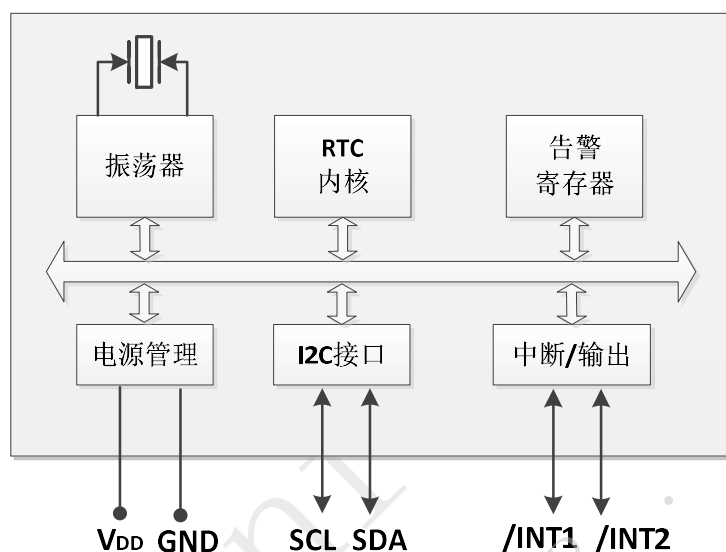 振荡器
RTC
内核
告警
寄存器
电源管理
I2C接口
中断/输出
VDD GND SCL SDA /INT1 /INT2